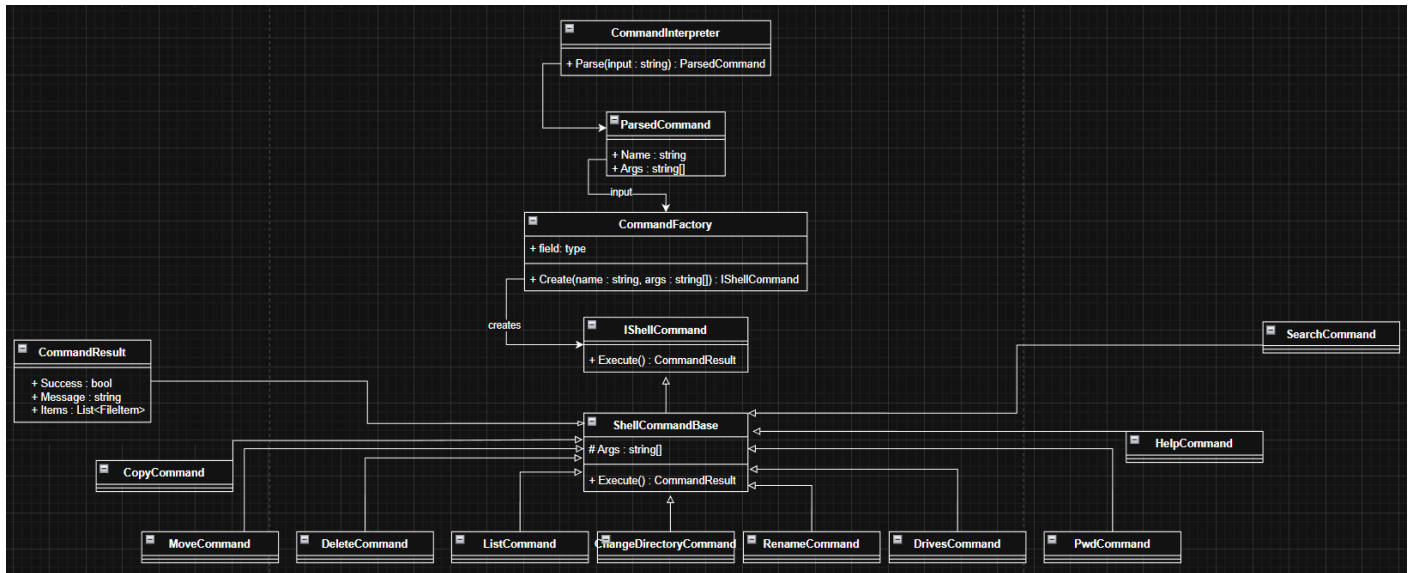 CommandInterpreter
+ Parse(input : string) : ParsedCommand
ParsedCommand
+ Name : string
+ Args : string[]
input
CommandFactory
+ field: type
+ Create(name : string, args : string[]) : IShellCommand
creates
IShellCommand
+ Execute() : CommandResult
SearchCommand
CommandResult
+ Success : bool
+ Message : string
+ Items : List<FileItem>
ShellCommandBase
# Args : string[]
+ Execute() : CommandResult
HelpCommand
CopyCommand
MoveCommand
DeleteCommand
ListCommand
ChangeDirectoryCommand
RenameCommand
DrivesCommand
PwdCommand